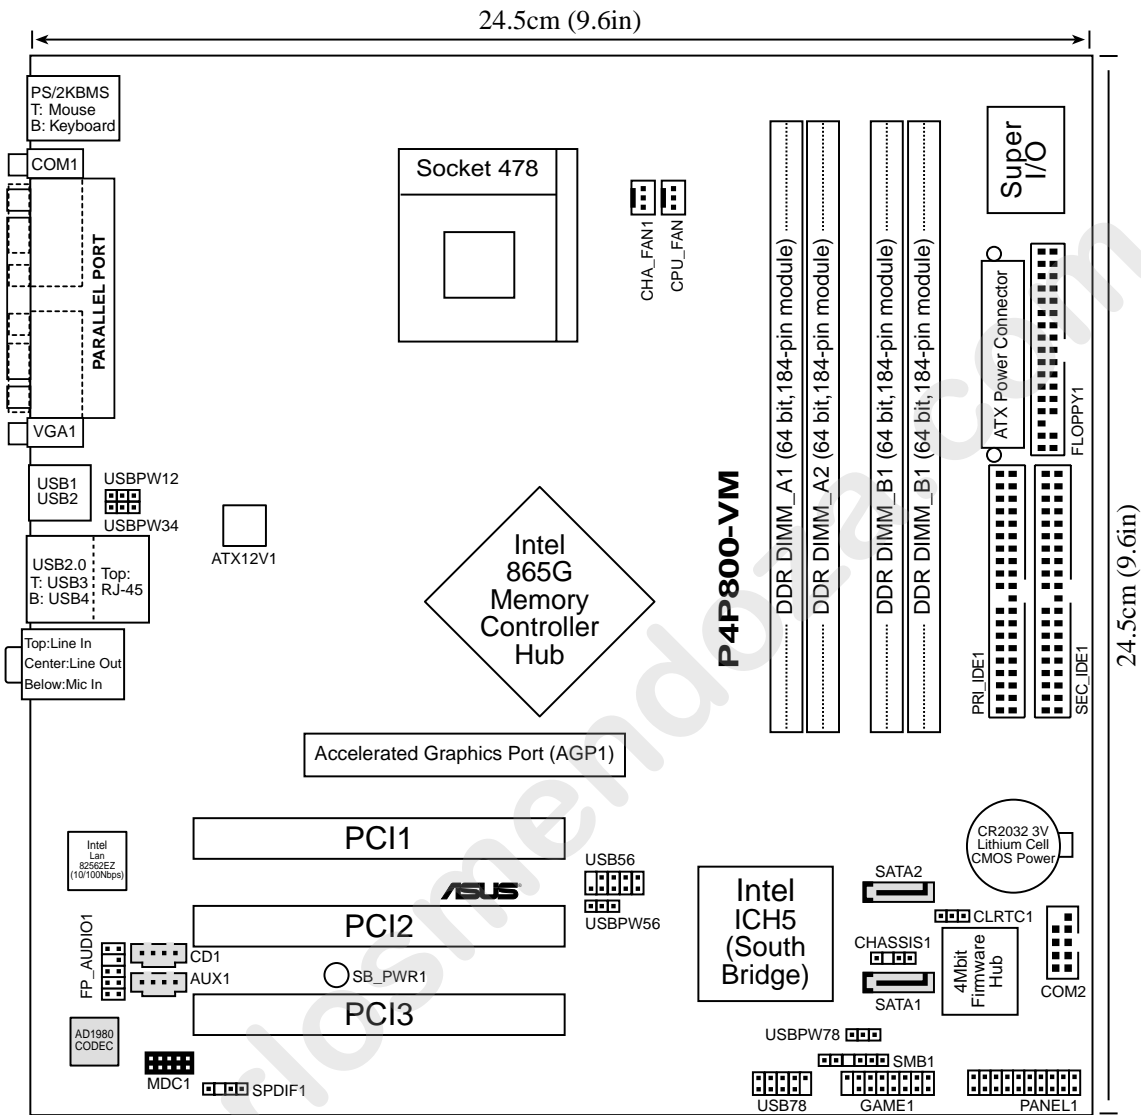 24.5cm (9.6in)
PS/2KBMS
T: Mouse
B: Keyboard
COM1
PARALLEL PORT
VGA1
USB1
USB2
USBPW12
USBPW34
USB2.0
T: USB3
B: USB4
Top:
RJ-45
Top:Line In
Center:Line Out
Below:Mic In
ATX12V1
Socket 478
CHA_FAN1
CPU_FAN
Intel
865G
Memory
Controller
Hub
P4P800-VM
DDR DIMM_A1 (64 bit,184-pin module)
DDR DIMM_A2 (64 bit,184-pin module)
DDR DIMM_B1 (64 bit,184-pin module)
DDR DIMM_B1 (64 bit,184-pin module)
Super
I/O
ATX Power Connector
FLOPPY1
PRI_IDE1
SEC_IDE1
24.5cm (9.6in)
Accelerated Graphics Port (AGP1)
PCI1
PCI2
PCI3
ASUS
Intel
Lan
82562EZ
(10/100Nbps)
FP_AUDIO1
CD1
AUX1
SB_PWR1
AD1980
CODEC
MDC1
SPDIF1
USB56
USBPW56
Intel
ICH5
(South
Bridge)
SATA2
CR2032 3V
Lithium Cell
CMOS Power
CLRTC1
CHASSIS1
SATA1
4Mbit
Firmware
Hub
COM2
USBPW78
SMB1
USB78
GAME1
PANEL1
rlosmendoza.com